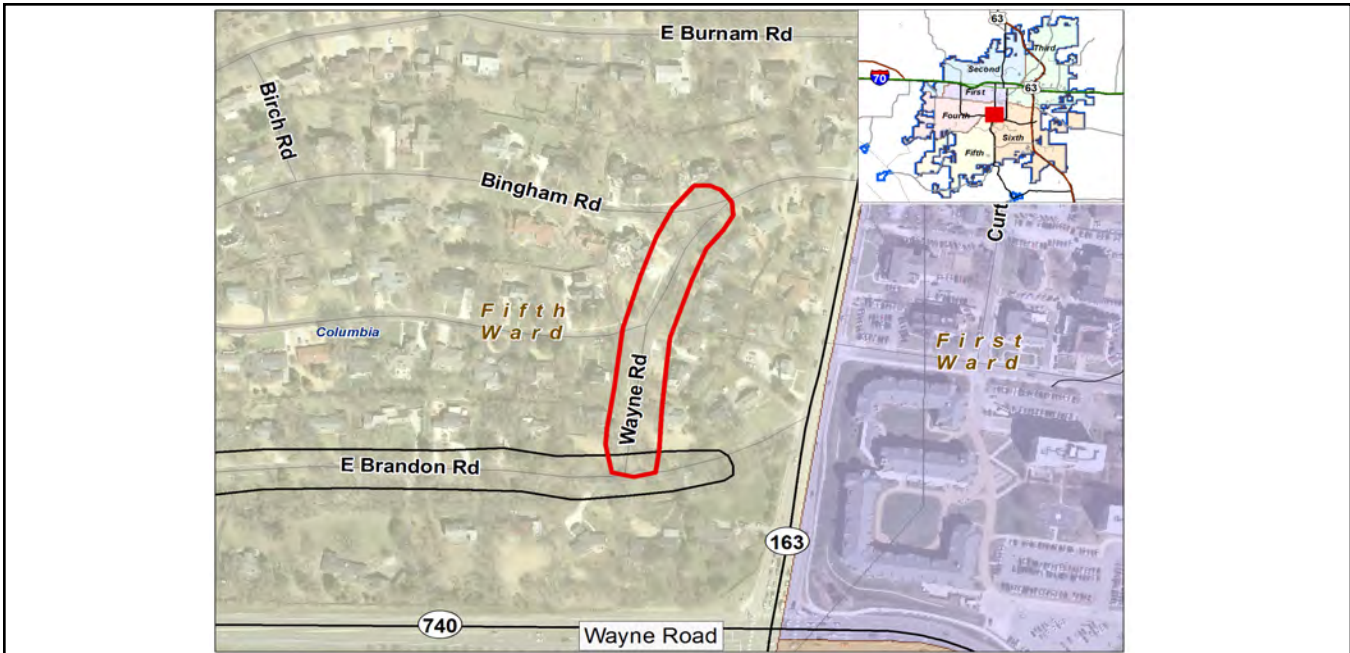 E Burnam Rd
63
Third
Second
70
63
First
Fourth
Sixth
Fifth
Birch Rd
Bingham Rd
Curt
Fifth
Ward
Columbia
First
Ward
Wayne Rd
E Brandon Rd
163
740
Wayne Road